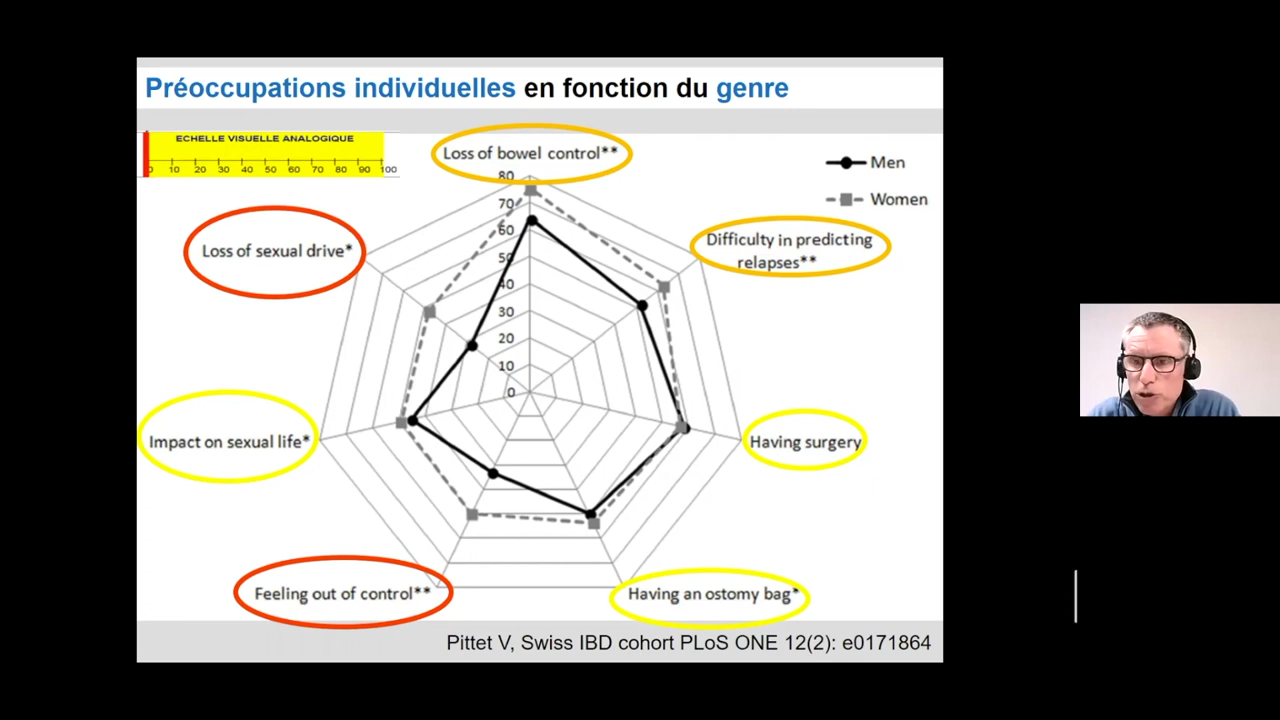 Préoccupations individuelles en fonction du genre
ECHELLE VISUELLE ANALOGIQUE
0 10 20 30 40 50 60 70 80 90 100
Loss of bowel control**
Men
Women
Difficulty in predicting
relapses**
Having surgery
Having an ostomy bag*
Feeling out of control**
Impact on sexual life*
Loss of sexual drive*
80
70
60
50
40
30
20
10
0
Pittet V, Swiss IBD cohort PLoS ONE 12(2): e0171864